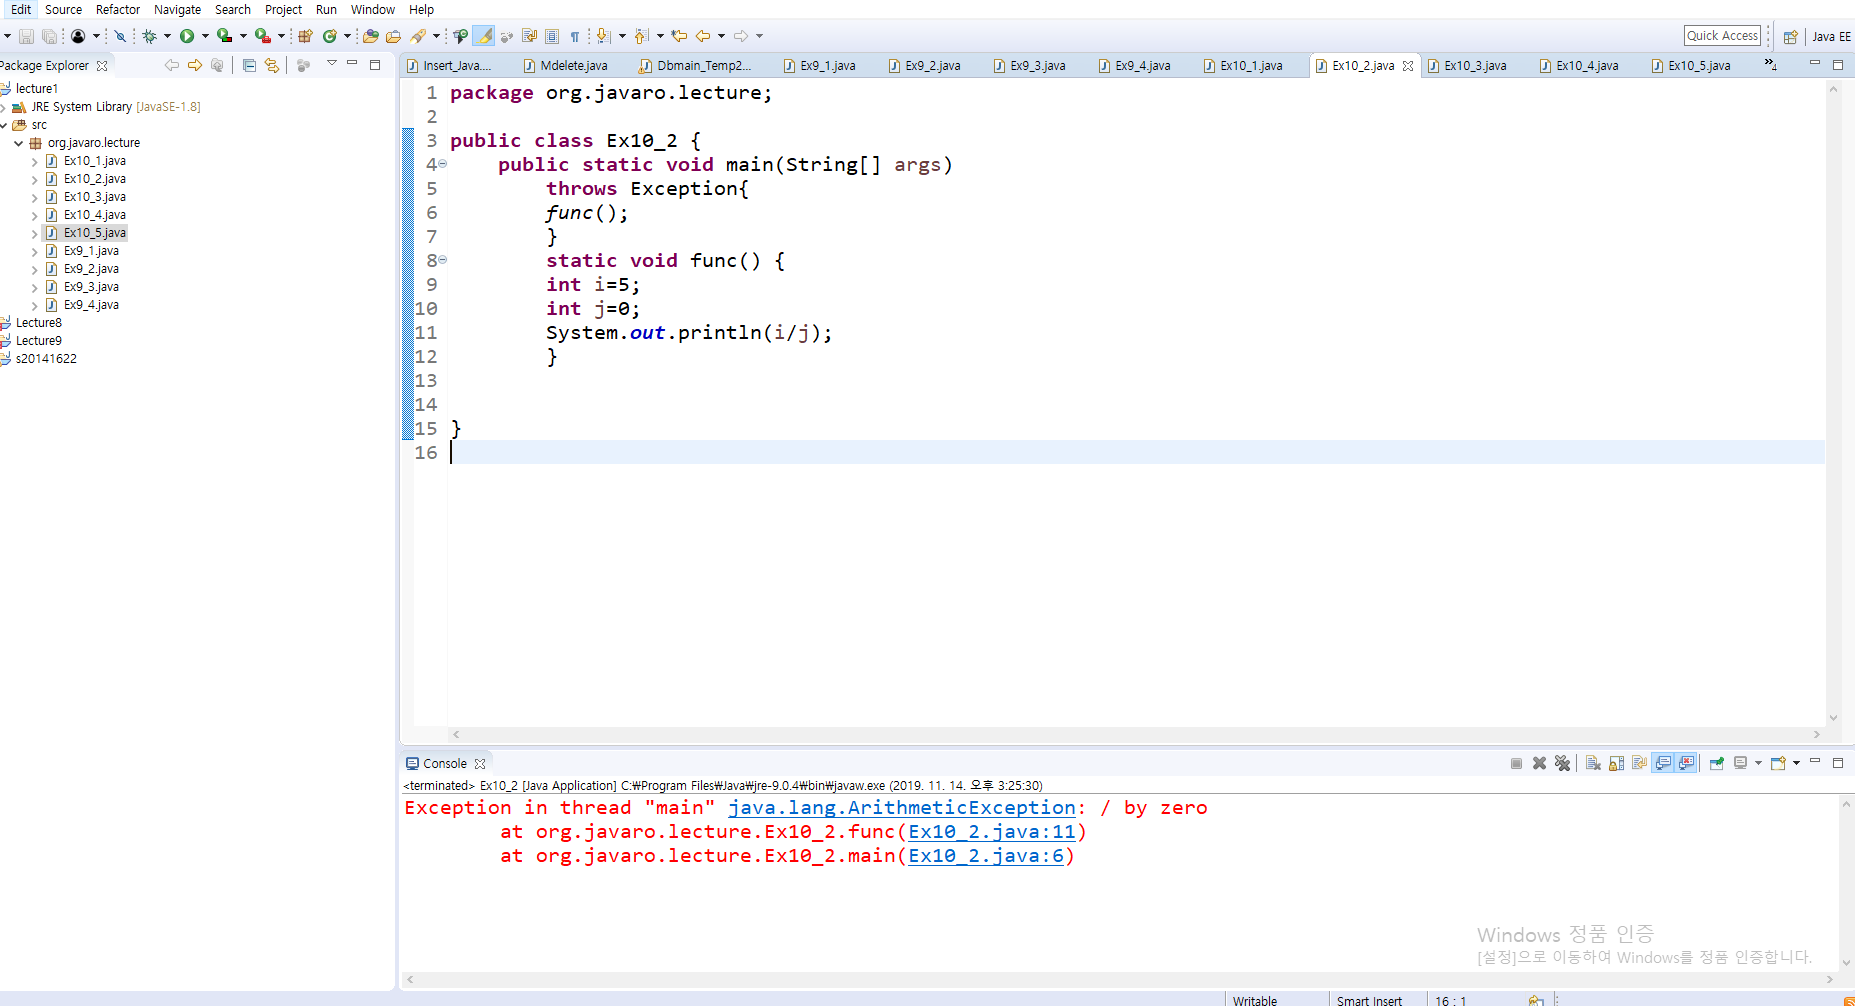 Edit Source Refactor Navigate Search Project Run Window Help
Quick Access Java EE
Package Explorer
lecture1
JRE System Library [JavaSE-1.8]
src
org.javaro.lecture
Ex10_1.java
Ex10_2.java
Ex10_3.java
Ex10_4.java
Ex10_5.java
Ex9_1.java
Ex9_2.java
Ex9_3.java
Ex9_4.java
Lecture8
Lecture9
s20141622
Insert_Java.... Mdelete.java Dbmain_Temp2... Ex9_1.java Ex9_2.java Ex9_3.java Ex9_4.java Ex10_1.java Ex10_2.java Ex10_3.java Ex10_4.java Ex10_5.java »4
1 package org.javaro.lecture;
2
3 public class Ex10_2 {
4 public static void main(String[] args)
5 throws Exception{
6 func();
7 }
8 static void func() {
9 int i=5;
10 int j=0;
11 System.out.println(i/j);
12 }
13
14
15 }
16
Console
<terminated> Ex10_2 [Java Application] C:₩Program Files₩Java₩jre-9.0.4₩bin₩javaw.exe (2019. 11. 14. 오후 3:25:30)
Exception in thread "main" java.lang.ArithmeticException: / by zero
at org.javaro.lecture.Ex10_2.func(Ex10_2.java:11)
at org.javaro.lecture.Ex10_2.main(Ex10_2.java:6)
Windows 정품 인증
[설정]으로 이동하여 Windows를 정품 인증합니다.
Writable Smart Insert 16 : 1